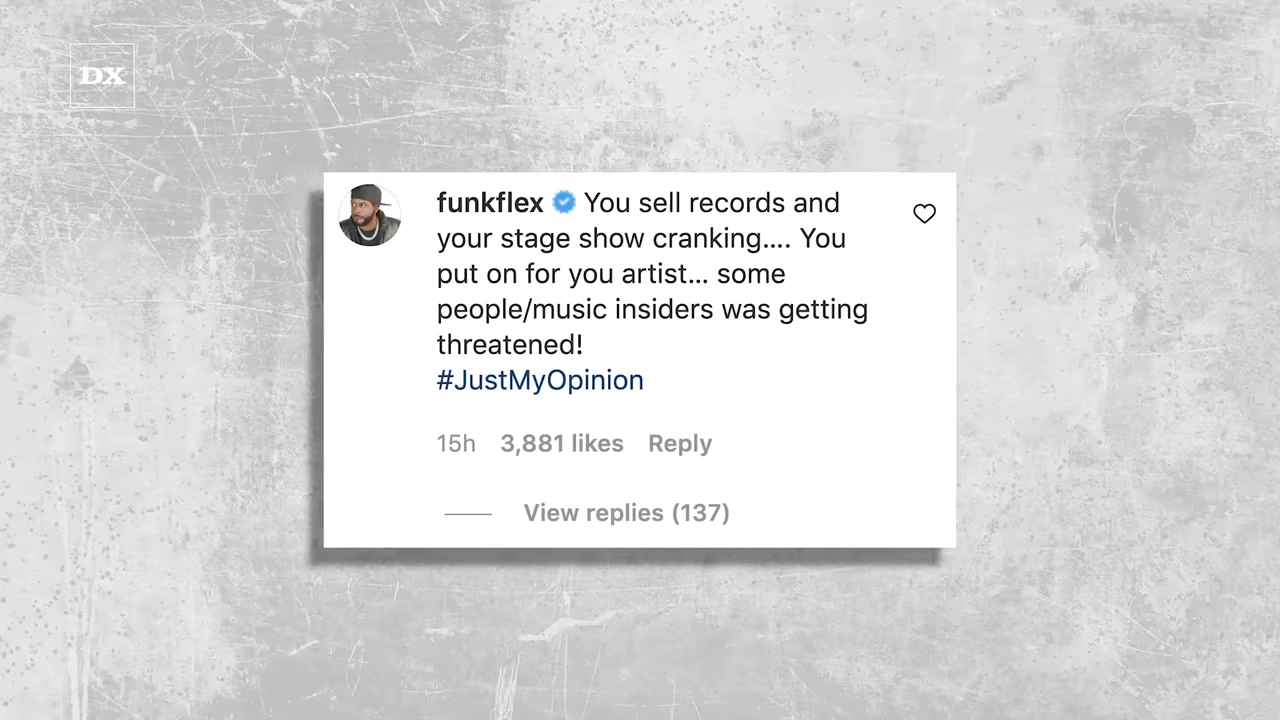 DX
funkflex You sell records and
your stage show cranking.... You
put on for you artist... some
people/music insiders was getting
threatened!
#JustMyOpinion
15h 3,881 likes Reply
View replies (137)